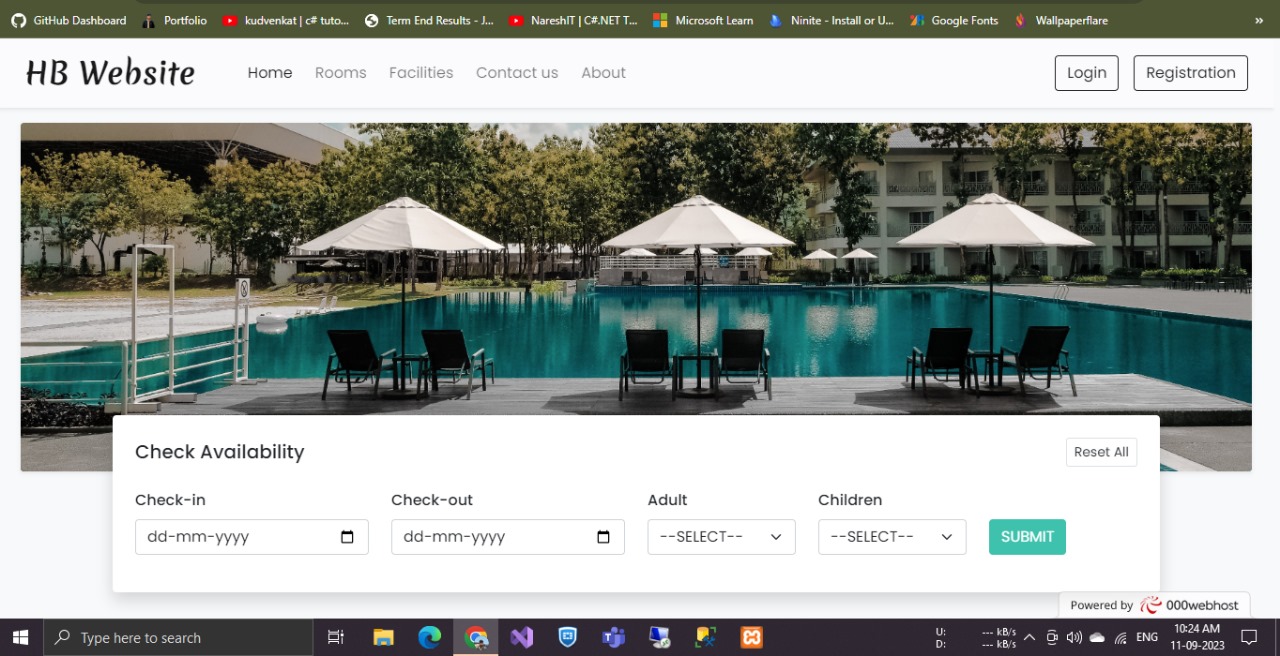 GitHub Dashboard Portfolio kudvenkat | c# tuto... Term End Results - J... NareshIT | C#.NET T... Microsoft Learn Ninite - Install or U... Google Fonts Wallpaperflare »
HB Website Home Rooms Facilities Contact us About Login Registration
Check Availability Reset All
Check-in Check-out Adult Children
dd-mm-yyyy dd-mm-yyyy --SELECT-- --SELECT-- SUBMIT
Powered by 000webhost
Type here to search
U: --- kB/s
D: --- kB/s
ENG
10:24 AM
11-09-2023